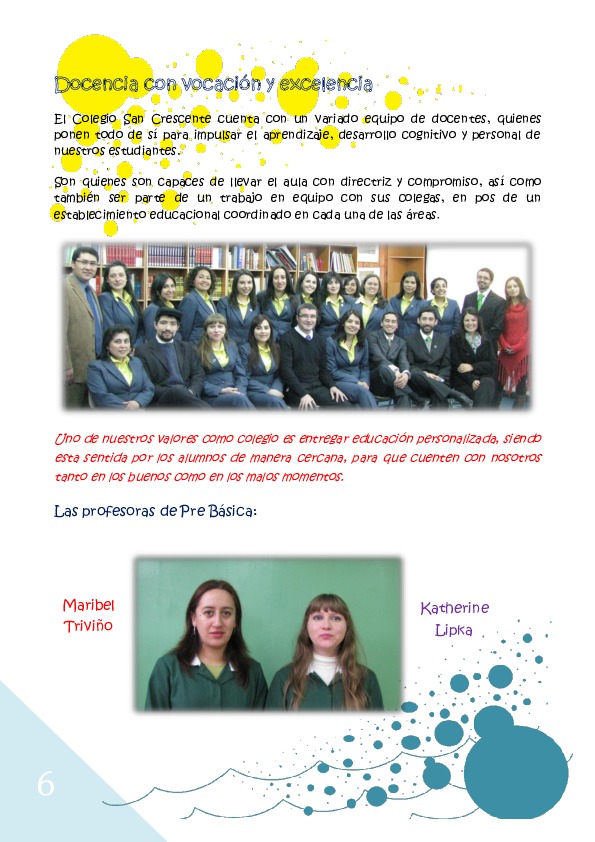 Docencia con vocación y excelencia
El Colegio San Crescente cuenta con un variado equipo de docentes, quienes
ponen todo de sí para impulsar el aprendizaje, desarrollo cognitivo y personal de
nuestros estudiantes.
Son quienes son capaces de llevar el aula con directriz y compromiso, así como
también ser parte de un trabajo en equipo con sus colegas, en pos de un
establecimiento educacional coordinado en cada una de las áreas.
Uno de nuestros valores como colegio es entregar educación personalizada, siendo
esta sentida por los alumnos de manera cercana, para que cuenten con nosotros
tanto en los buenos como en los malos momentos.
Las profesoras de Pre Básica:
Maribel
Triviño
Katherine
Lipka
6